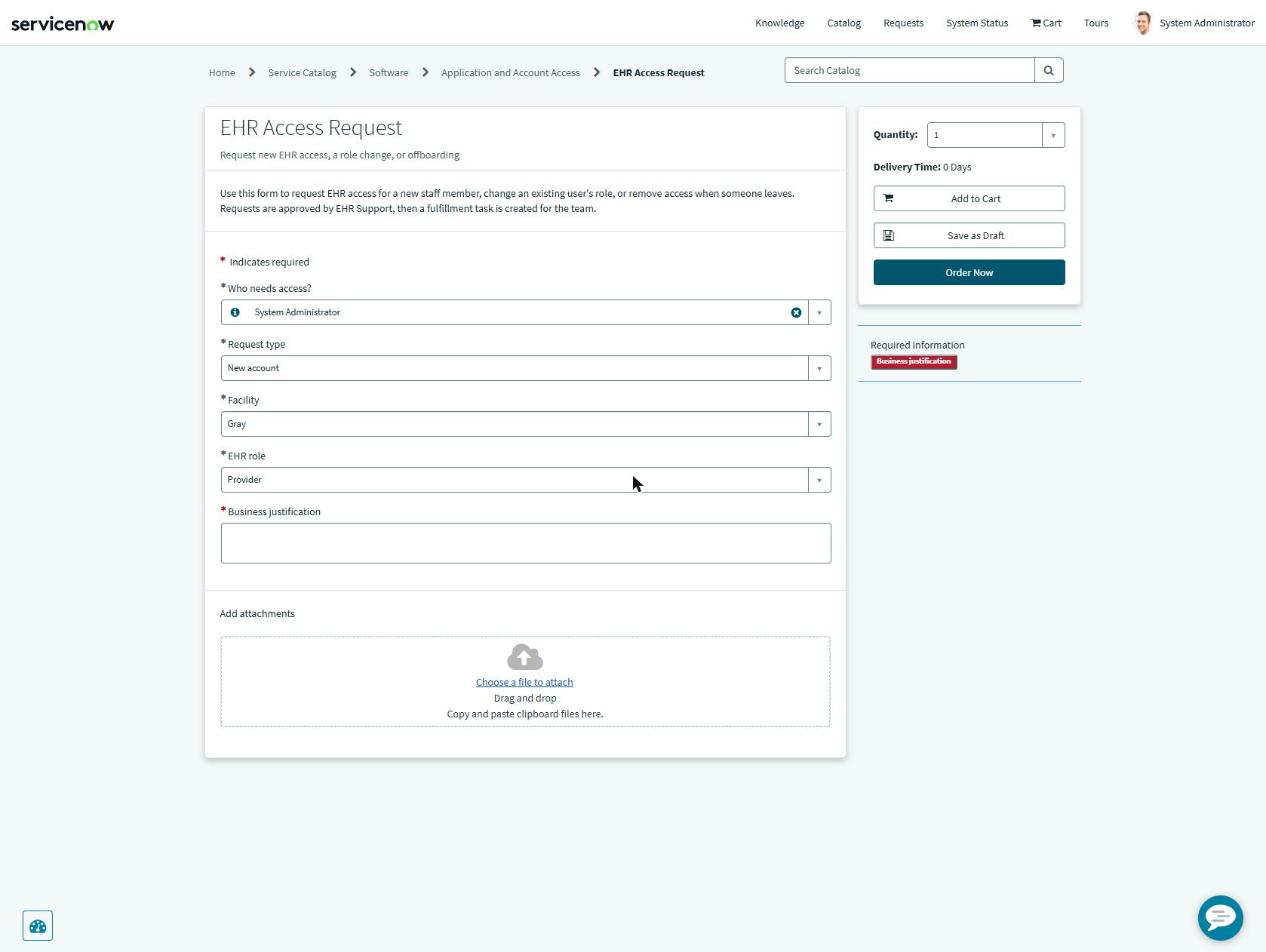 servicenow
Knowledge Catalog Requests System Status Cart Tours System Administrator
Home > Service Catalog > Software > Application and Account Access > EHR Access Request
Search Catalog
EHR Access Request
Request new EHR access, a role change, or offboarding
Use this form to request EHR access for a new staff member, change an existing user's role, or remove access when someone leaves.
Requests are approved by EHR Support, then a fulfillment task is created for the team.
* Indicates required
* Who needs access?
System Administrator
* Request type
New account
* Facility
Gray
* EHR role
Provider
* Business justification
Add attachments
Choose a file to attach
Drag and drop
Copy and paste clipboard files here.
Quantity: 1
Delivery Time: 0 Days
Add to Cart
Save as Draft
Order Now
Required information
Business justification